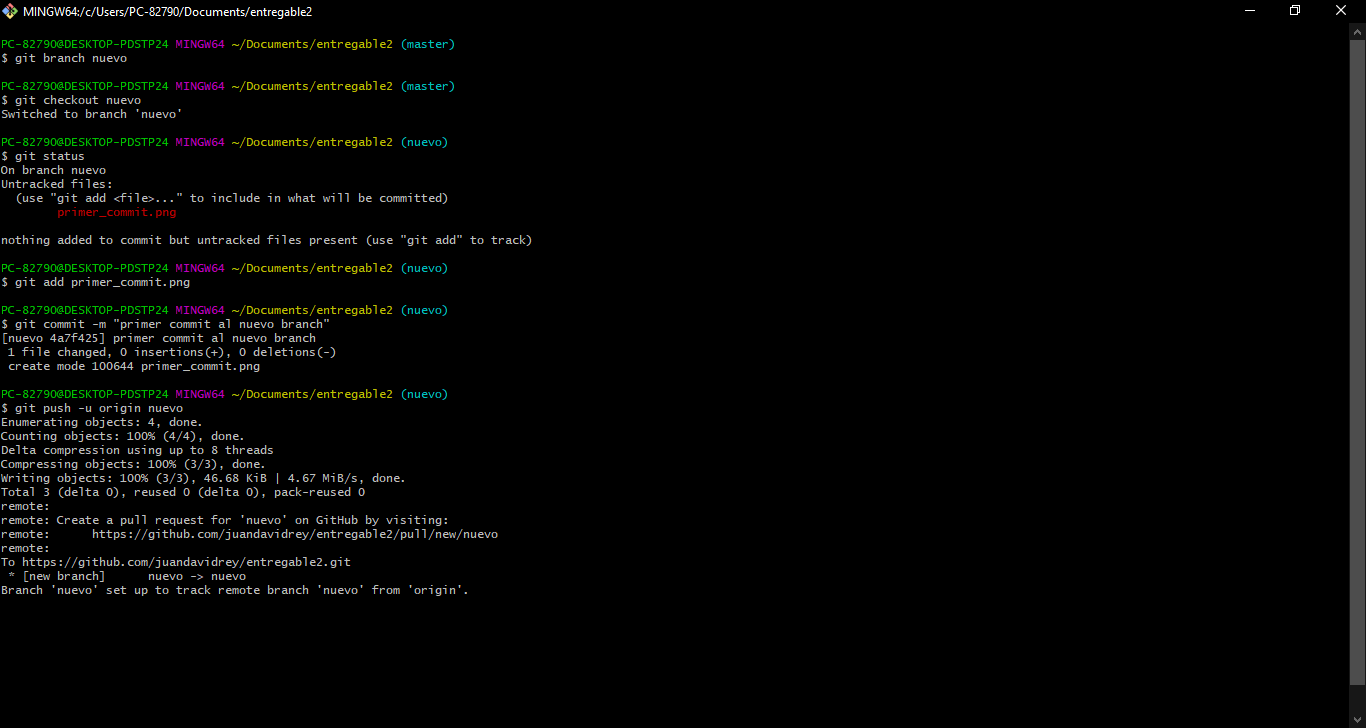 MINGW64:/c/Users/PC-82790/Documents/entregable2
PC-82790@DESKTOP-PDSTP24 MINGW64 ~/Documents/entregable2 (master)
$ git branch nuevo
PC-82790@DESKTOP-PDSTP24 MINGW64 ~/Documents/entregable2 (master)
$ git checkout nuevo
Switched to branch 'nuevo'
PC-82790@DESKTOP-PDSTP24 MINGW64 ~/Documents/entregable2 (nuevo)
$ git status
On branch nuevo
Untracked files:
  (use "git add <file>..." to include in what will be committed)
        primer_commit.png
nothing added to commit but untracked files present (use "git add" to track)
PC-82790@DESKTOP-PDSTP24 MINGW64 ~/Documents/entregable2 (nuevo)
$ git add primer_commit.png
PC-82790@DESKTOP-PDSTP24 MINGW64 ~/Documents/entregable2 (nuevo)
$ git commit -m "primer commit al nuevo branch"
[nuevo 4a7f425] primer commit al nuevo branch
 1 file changed, 0 insertions(+), 0 deletions(-)
 create mode 100644 primer_commit.png
PC-82790@DESKTOP-PDSTP24 MINGW64 ~/Documents/entregable2 (nuevo)
$ git push -u origin nuevo
Enumerating objects: 4, done.
Counting objects: 100% (4/4), done.
Delta compression using up to 8 threads
Compressing objects: 100% (3/3), done.
Writing objects: 100% (3/3), 46.68 KiB | 4.67 MiB/s, done.
Total 3 (delta 0), reused 0 (delta 0), pack-reused 0
remote:
remote: Create a pull request for 'nuevo' on GitHub by visiting:
remote:      https://github.com/juandavidrey/entregable2/pull/new/nuevo
remote:
To https://github.com/juandavidrey/entregable2.git
 * [new branch]      nuevo -> nuevo
Branch 'nuevo' set up to track remote branch 'nuevo' from 'origin'.